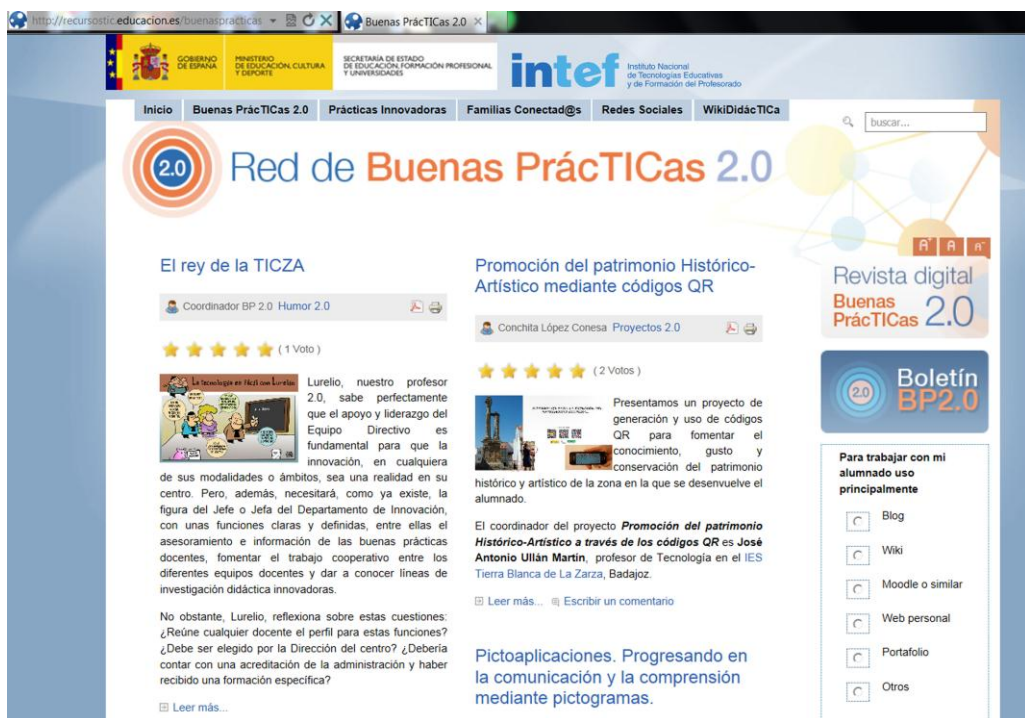 http://recursostic.educacion.es/buenaspracticas
Buenas PrácTICas 2.0
GOBIERNO
DE ESPAÑA
MINISTERIO
DE EDUCACIÓN, CULTURA
Y DEPORTE
SECRETARÍA DE ESTADO
DE EDUCACIÓN, FORMACIÓN PROFESIONAL
Y UNIVERSIDADES
intef
Instituto Nacional
de Tecnologías Educativas
y de Formación del Profesorado
Inicio Buenas PrácTICas 2.0 Prácticas Innovadoras Familias Conectad@s Redes Sociales WikiDidácTICa
buscar...
2.0 Red de Buenas PrácTICas 2.0
A+ A A-
El rey de la TICZA
Coordinador BP 2.0 Humor 2.0
( 1 Voto )
La tecnología es fácil con Lurelio
Lurelio, nuestro profesor
2.0, sabe perfectamente
que el apoyo y liderazgo del
Equipo Directivo es
fundamental para que la
innovación, en cualquiera
de sus modalidades o ámbitos, sea una realidad en su
centro. Pero, además, necesitará, como ya existe, la
figura del Jefe o Jefa del Departamento de Innovación,
con unas funciones claras y definidas, entre ellas el
asesoramiento e información de las buenas prácticas
docentes, fomentar el trabajo cooperativo entre los
diferentes equipos docentes y dar a conocer líneas de
investigación didáctica innovadoras.
No obstante, Lurelio, reflexiona sobre estas cuestiones:
¿Reúne cualquier docente el perfil para estas funciones?
¿Debe ser elegido por la Dirección del centro? ¿Debería
contar con una acreditación de la administración y haber
recibido una formación específica?
Leer más...
Promoción del patrimonio Histórico-
Artístico mediante códigos QR
Conchita López Conesa Proyectos 2.0
( 2 Votos )
Presentamos un proyecto de
generación y uso de códigos
QR para fomentar el
conocimiento, gusto y
conservación del patrimonio
histórico y artístico de la zona en la que se desenvuelve el
alumnado.
El coordinador del proyecto Promoción del patrimonio
Histórico-Artístico a través de los códigos QR es José
Antonio Ullán Martín, profesor de Tecnología en el IES
Tierra Blanca de La Zarza, Badajoz.
Leer más... Escribir un comentario
Pictoaplicaciones. Progresando en
la comunicación y la comprensión
mediante pictogramas.
Revista digital
Buenas
PrácTICas 2.0
2.0 Boletín
BP2.0
Para trabajar con mi
alumnado uso
principalmente
Blog
Wiki
Moodle o similar
Web personal
Portafolio
Otros